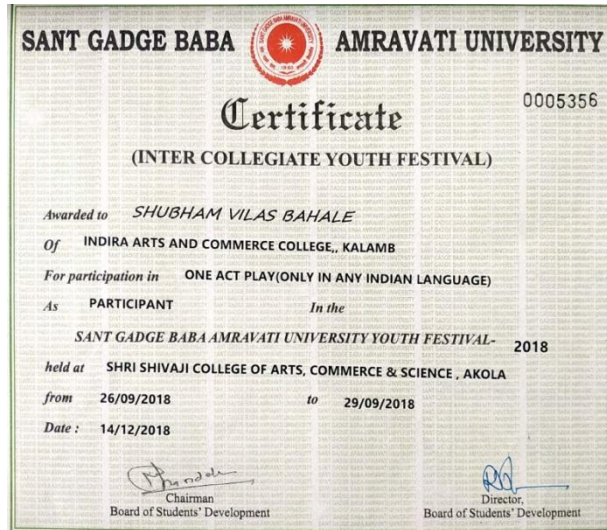 SANT GADGE BABA AMRAVATI UNIVERSITY
0005356
Certificate
(INTER COLLEGIATE YOUTH FESTIVAL)
Awarded to SHUBHAM VILAS BAHALE
Of INDIRA ARTS AND COMMERCE COLLEGE,, KALAMB
For participation in ONE ACT PLAY(ONLY IN ANY INDIAN LANGUAGE)
As PARTICIPANT In the
SANT GADGE BABA AMRAVATI UNIVERSITY YOUTH FESTIVAL- 2018
held at SHRI SHIVAJI COLLEGE OF ARTS, COMMERCE & SCIENCE , AKOLA
from 26/09/2018 to 29/09/2018
Date : 14/12/2018
Chairman Director,
Board of Students' Development Board of Students' Development